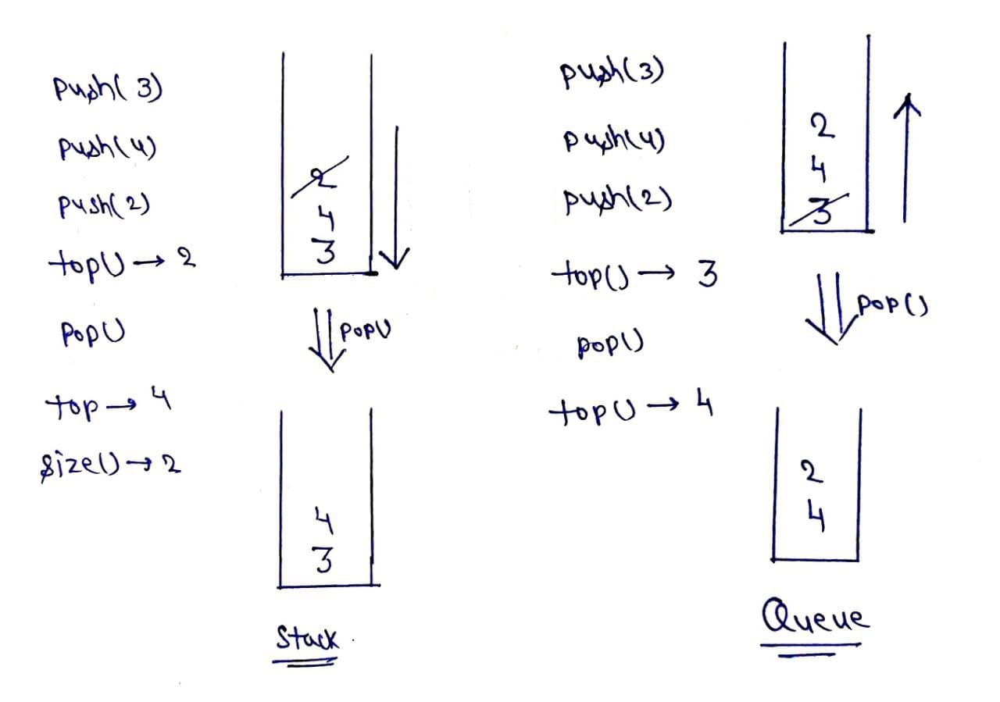 push(3)
push(4)
push(2)
top() → 2
pop()
top → 4
size() → 2
2
4
3
pop()
4
3
Stack
push(3)
push(4)
push(2)
top() → 3
pop()
top() → 4
2
4
3
pop()
2
4
Queue